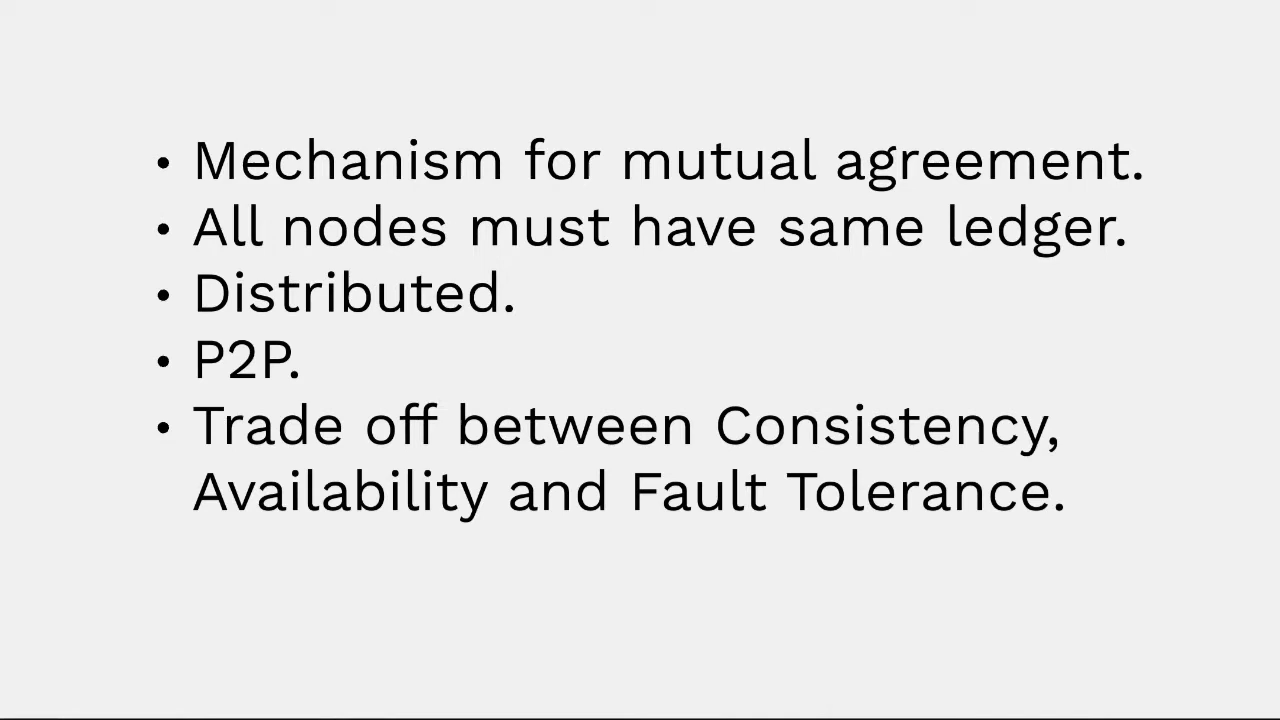 • Mechanism for mutual agreement.
• All nodes must have same ledger.
• Distributed.
• P2P.
• Trade off between Consistency,
Availability and Fault Tolerance.